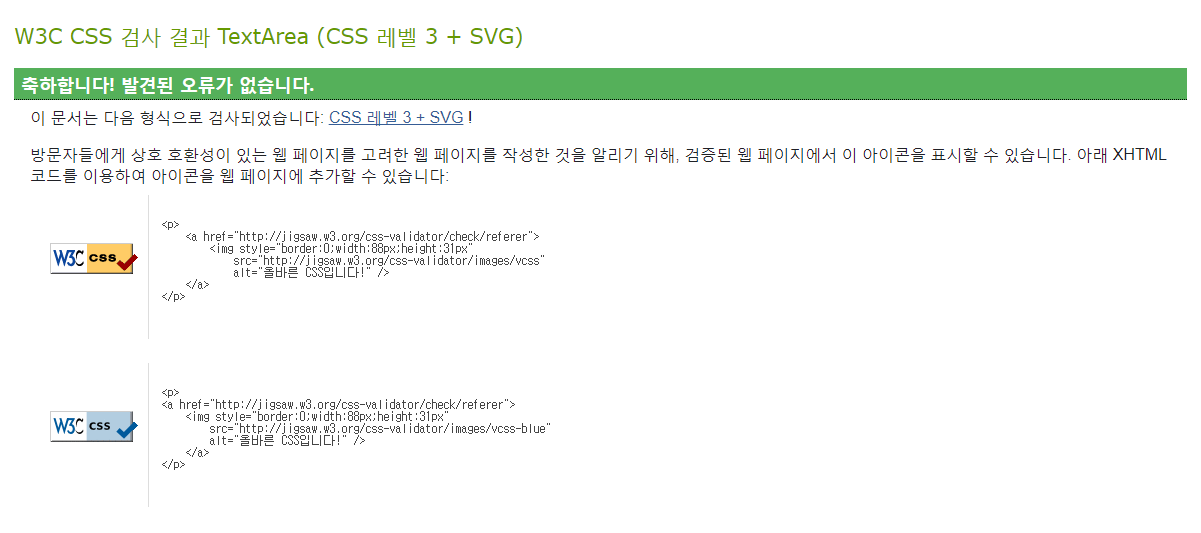 W3C CSS 검사 결과 TextArea (CSS 레벨 3 + SVG)
축하합니다! 발견된 오류가 없습니다.
이 문서는 다음 형식으로 검사되었습니다: CSS 레벨 3 + SVG !
방문자들에게 상호 호환성이 있는 웹 페이지를 고려한 웹 페이지를 작성한 것을 알리기 위해, 검증된 웹 페이지에서 이 아이콘을 표시할 수 있습니다. 아래 XHTML
코드를 이용하여 아이콘을 웹 페이지에 추가할 수 있습니다:
<p>
<a href="http://jigsaw.w3.org/css-validator/check/referer">
<img style="border:0;width:88px;height:31px"
W3C css
src="http://jigsaw.w3.org/css-validator/images/vcss"
alt="올바른 CSS입니다!" />
</a>
</p>
<p>
<a href="http://jigsaw.w3.org/css-validator/check/referer">
<img style="border:0;width:88px;height:31px"
W3C css
src="http://jigsaw.w3.org/css-validator/images/vcss-blue"
alt="올바른 CSS입니다!" />
</a>
</p>